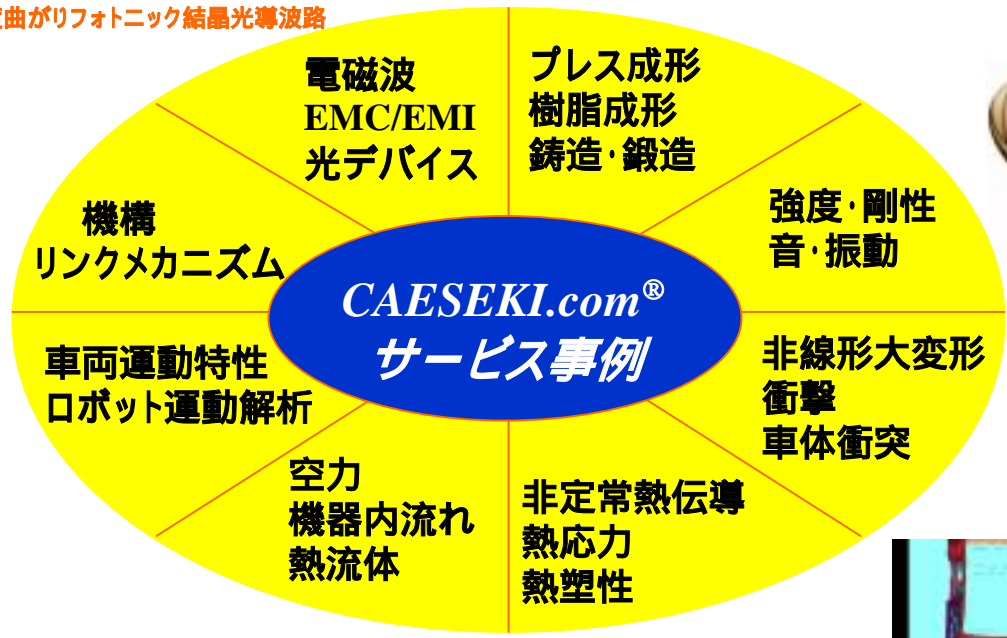 曲がりフォトニック結晶光導波路
電磁波
EMC/EMI
光デバイス
プレス成形
樹脂成形
鋳造・鍛造
強度・剛性
音・振動
非線形大変形
衝撃
車体衝突
非定常熱伝導
熱応力
熱塑性
空力
機器内流れ
熱流体
車両運動特性
ロボット運動解析
機構
リンクメカニズム
CAESEKI.com®
サービス事例